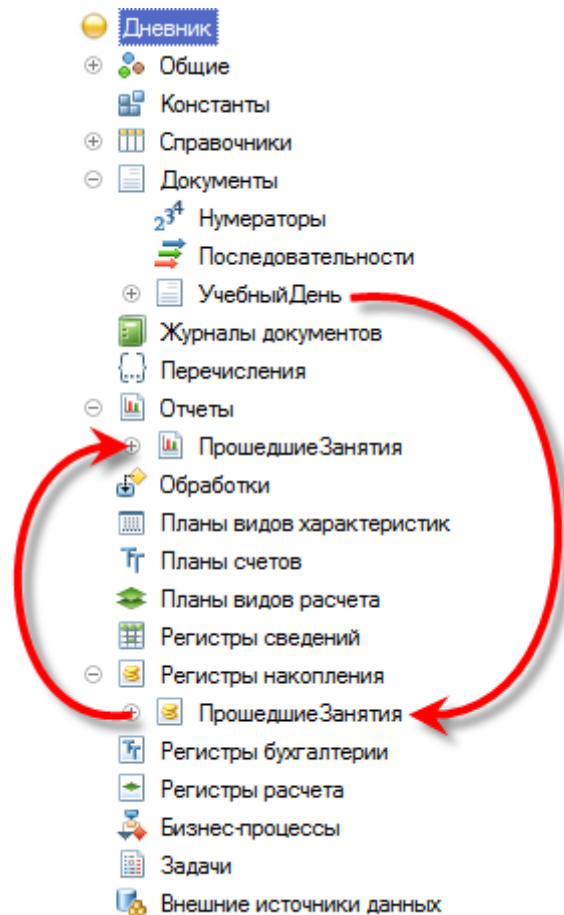 Дневник
Общие
Константы
Справочники
Документы
Нумераторы
Последовательности
УчебныйДень
Журналы документов
Перечисления
Отчеты
ПрошедшиеЗанятия
Обработки
Планы видов характеристик
Планы счетов
Планы видов расчета
Регистры сведений
Регистры накопления
ПрошедшиеЗанятия
Регистры бухгалтерии
Регистры расчета
Бизнес-процессы
Задачи
Внешние источники данных